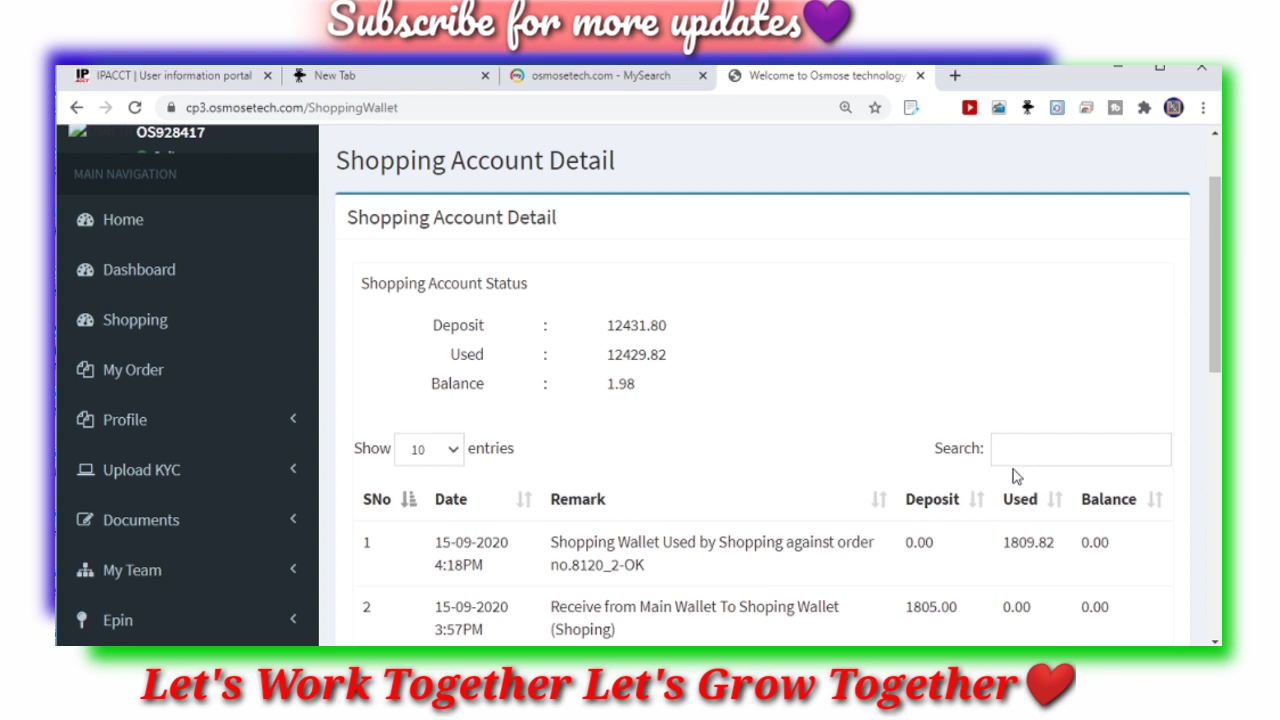 Subscribe for more updates💜
IPACCT | User information portal
New Tab
osmosetech.com - MySearch
Welcome to Osmose technology
cp3.osmosetech.com/ShoppingWallet
OS928417
MAIN NAVIGATION
Home
Dashboard
Shopping
My Order
Profile
Upload KYC
Documents
My Team
Epin
Shopping Account Detail
Shopping Account Detail
Shopping Account Status
Deposit : 12431.80
Used : 12429.82
Balance : 1.98
Show 10 entries
Search:
SNo Date Remark Deposit Used Balance
1 15-09-2020 Shopping Wallet Used by Shopping against order 0.00 1809.82 0.00
4:18PM no.8120_2-OK
2 15-09-2020 Receive from Main Wallet To Shoping Wallet 1805.00 0.00 0.00
3:57PM (Shoping)
Let's Work Together Let's Grow Together❤️